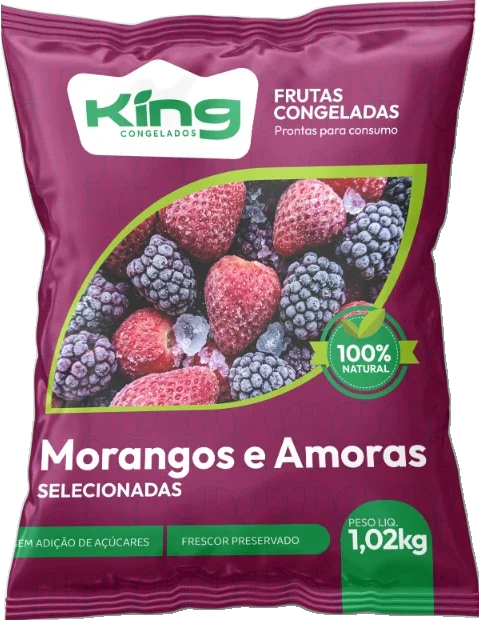 King
CONGELADOS
FRUTAS
CONGELADAS
Prontas para consumo
100%
NATURAL
Morangos e Amoras
SELECIONADAS
SEM ADIÇÃO DE AÇÚCARES
FRESCOR PRESERVADO
PESO LIQ.
1,02kg